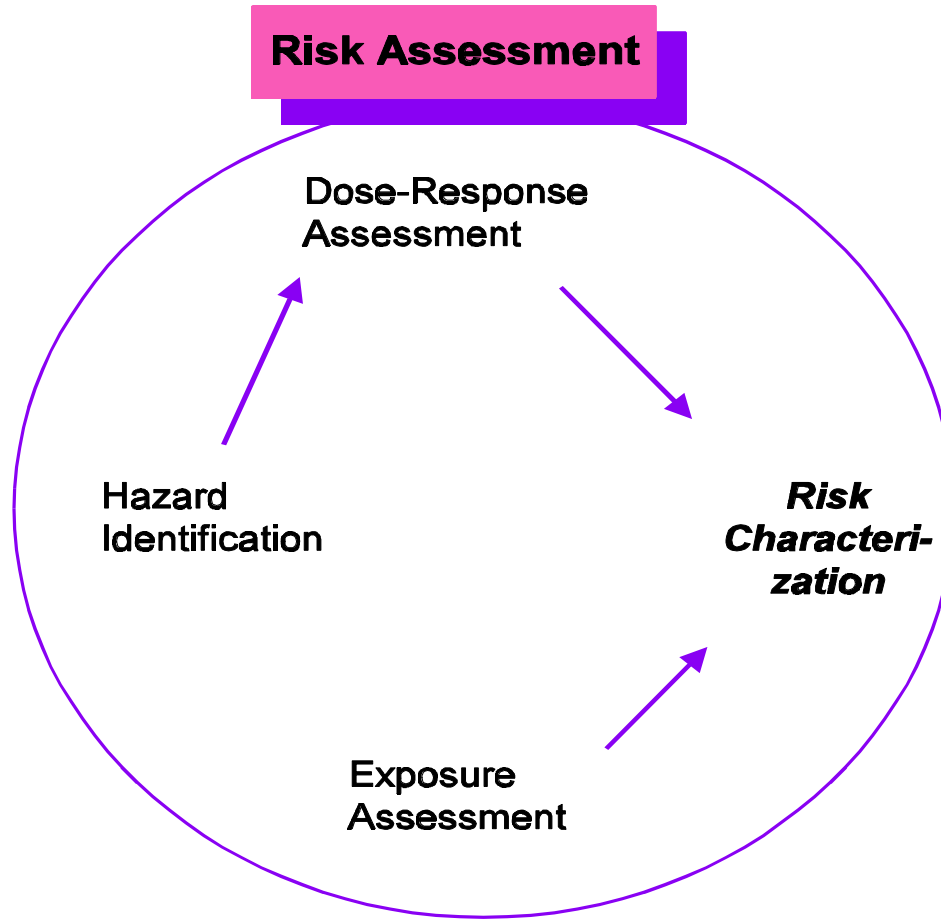 Risk Assessment
Dose-Response
Assessment
Hazard
Identification
Risk
Characteri-
zation
Exposure
Assessment